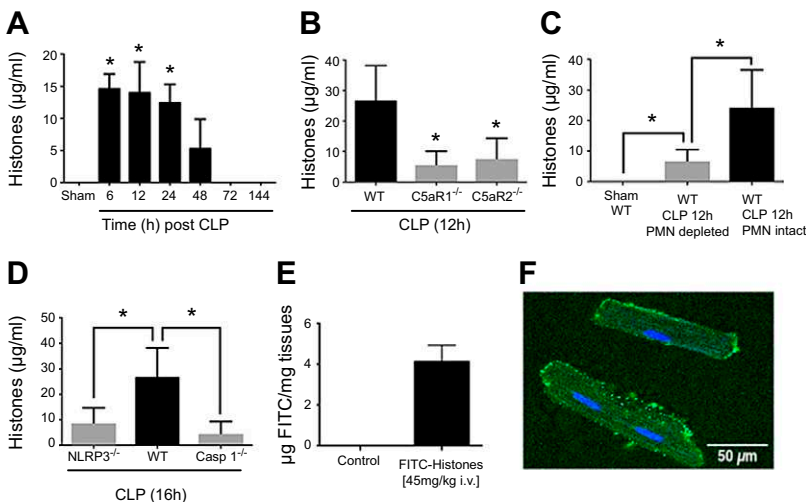 A
Histones (µg/ml)
20
15
10
5
0
* * *
Sham 6 12 24 48 72 144
Time (h) post CLP
B
Histones (µg/ml)
50
40
30
20
10
0
* *
WT C5aR1-/- C5aR2-/-
CLP (12h)
C
Histones (µg/ml)
40
30
20
10
0
*
*
Sham WT WT
WT CLP 12h CLP 12h
PMN depleted PMN intact
D
Histones (µg/ml)
50
40
30
20
10
0
* *
NLRP3-/- WT Casp 1-/-
CLP (16h)
E
µg FITC/mg tissues
6
4
2
0
Control FITC-Histones
[45mg/kg i.v.]
F
50 µm